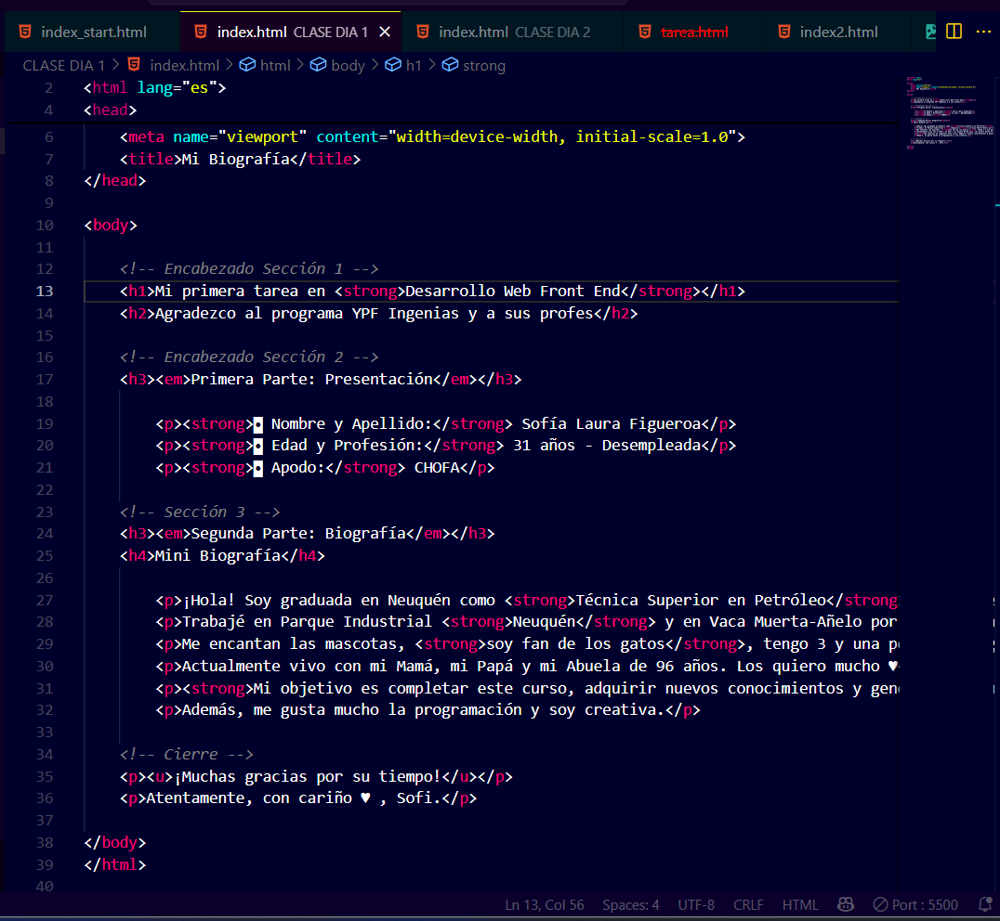 index_start.html
index.html CLASE DIA 1
index.html CLASE DIA 2
tarea.html
index2.html
CLASE DIA 1 > index.html > html > body > h1 > strong
2 <html lang="es">
4 <head>
6 <meta name="viewport" content="width=device-width, initial-scale=1.0">
7 <title>Mi Biografía</title>
8 </head>
9
10 <body>
11
12 <!-- Encabezado Sección 1 -->
13 <h1>Mi primera tarea en <strong>Desarrollo Web Front End</strong></h1>
14 <h2>Agradezco al programa YPF Ingenias y a sus profes</h2>
15
16 <!-- Encabezado Sección 2 -->
17 <h3><em>Primera Parte: Presentación</em></h3>
18
19 <p><strong>◘ Nombre y Apellido:</strong> Sofía Laura Figueroa</p>
20 <p><strong>◘ Edad y Profesión:</strong> 31 años - Desempleada</p>
21 <p><strong>◘ Apodo:</strong> CHOFA</p>
22
23 <!-- Sección 3 -->
24 <h3><em>Segunda Parte: Biografía</em></h3>
25 <h4>Mini Biografía</h4>
26
27 <p>¡Hola! Soy graduada en Neuquén como <strong>Técnica Superior en Petróleo</strong
28 <p>Trabajé en Parque Industrial <strong>Neuquén</strong> y en Vaca Muerta-Añelo por
29 <p>Me encantan las mascotas, <strong>soy fan de los gatos</strong>, tengo 3 y una
30 <p>Actualmente vivo con mi Mamá, mi Papá y mi Abuela de 96 años. Los quiero mucho ♥
31 <p><strong>Mi objetivo es completar este curso, adquirir nuevos conocimientos y
32 <p>Además, me gusta mucho la programación y soy creativa.</p>
33
34 <!-- Cierre -->
35 <p><u>¡Muchas gracias por su tiempo!</u></p>
36 <p>Atentamente, con cariño ♥ , Sofi.</p>
37
38 </body>
39 </html>
40
Ln 13, Col 56 Spaces: 4 UTF-8 CRLF HTML Port : 5500